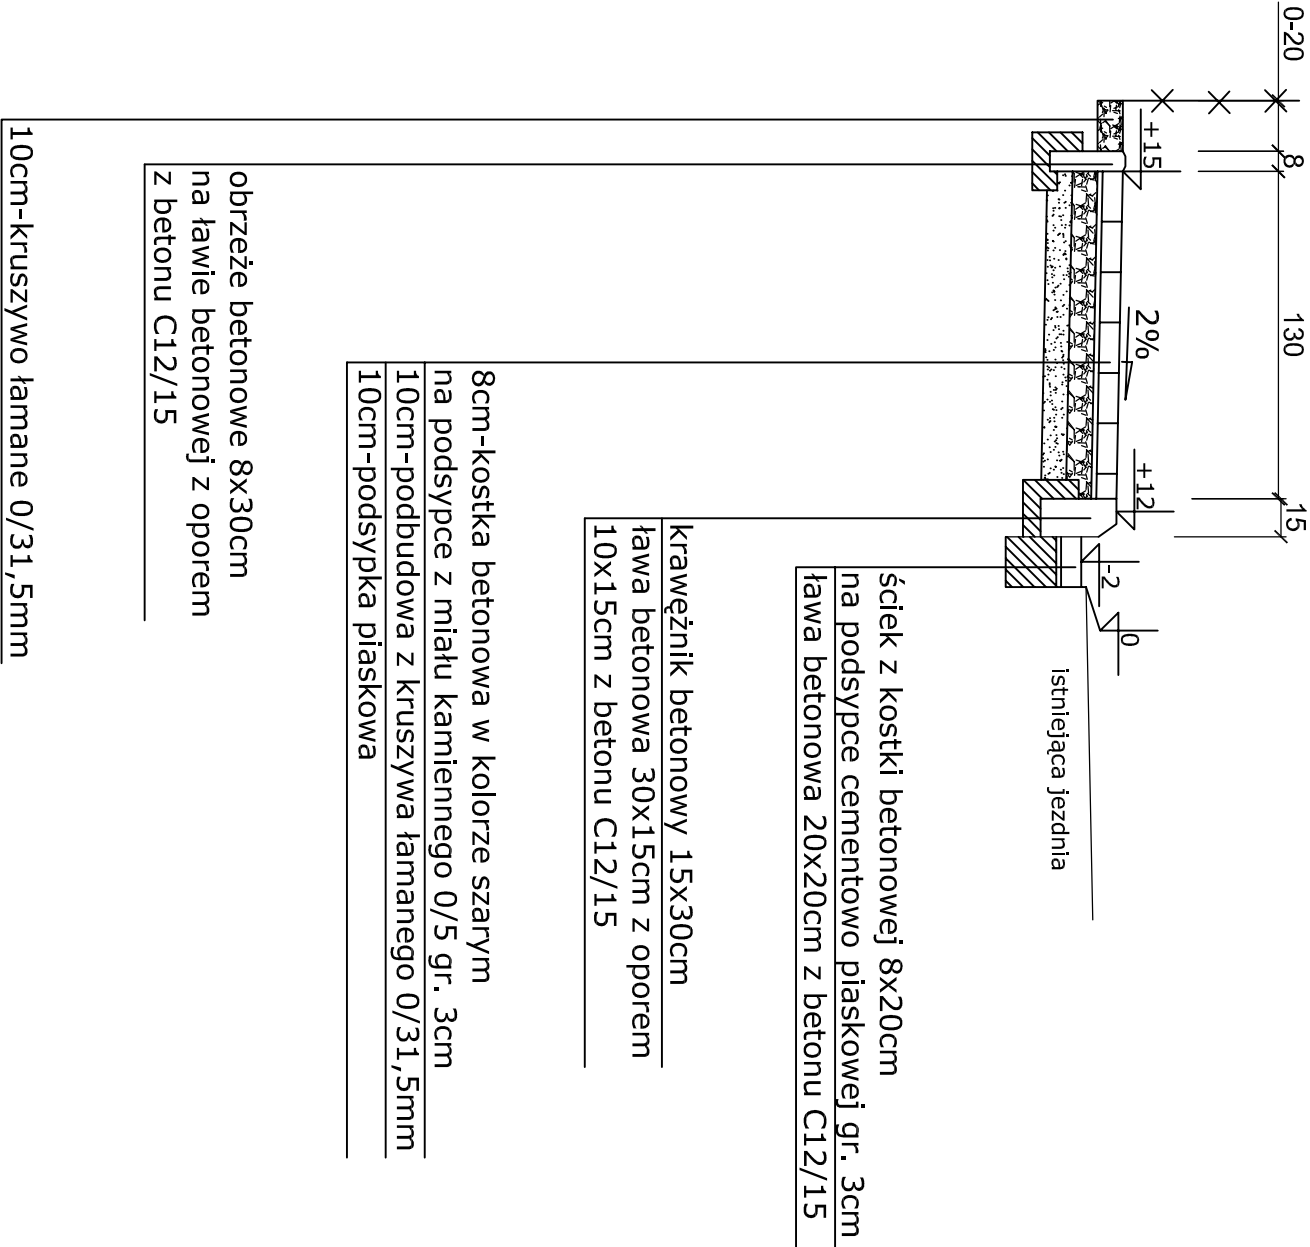 0-20
8
130
15
+15
2%
+12
-2
0
istniejąca jezdnia
ściek z kostki betonowej 8x20cm
na podsypce cementowo piaskowej gr. 3cm
ława betonowa 20x20cm z betonu C12/15
krawężnik betonowy 15x30cm
ława betonowa 30x15cm z oporem
10x15cm z betonu C12/15
8cm-kostka betonowa w kolorze szarym
na podsypce z miału kamiennego 0/5 gr. 3cm
10cm-podbudowa z kruszywa łamanego 0/31,5mm
10cm-podsypka piaskowa
obrzeże betonowe 8x30cm
na ławie betonowej z oporem
z betonu C12/15
10cm-kruszywo łamane 0/31,5mm